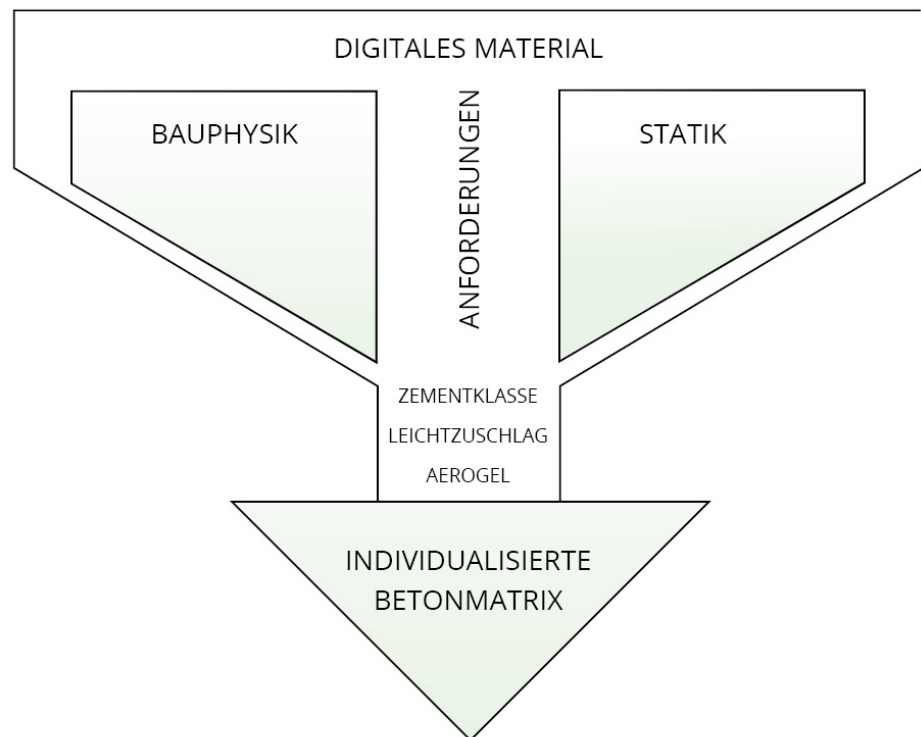 DIGITALES MATERIAL
BAUPHYSIK
ANFORDERUNGEN
STATIK
ZEMENTKLASSE
LEICHTZUSCHLAG
AEROGEL
INDIVIDUALISIERTE
BETONMATRIX